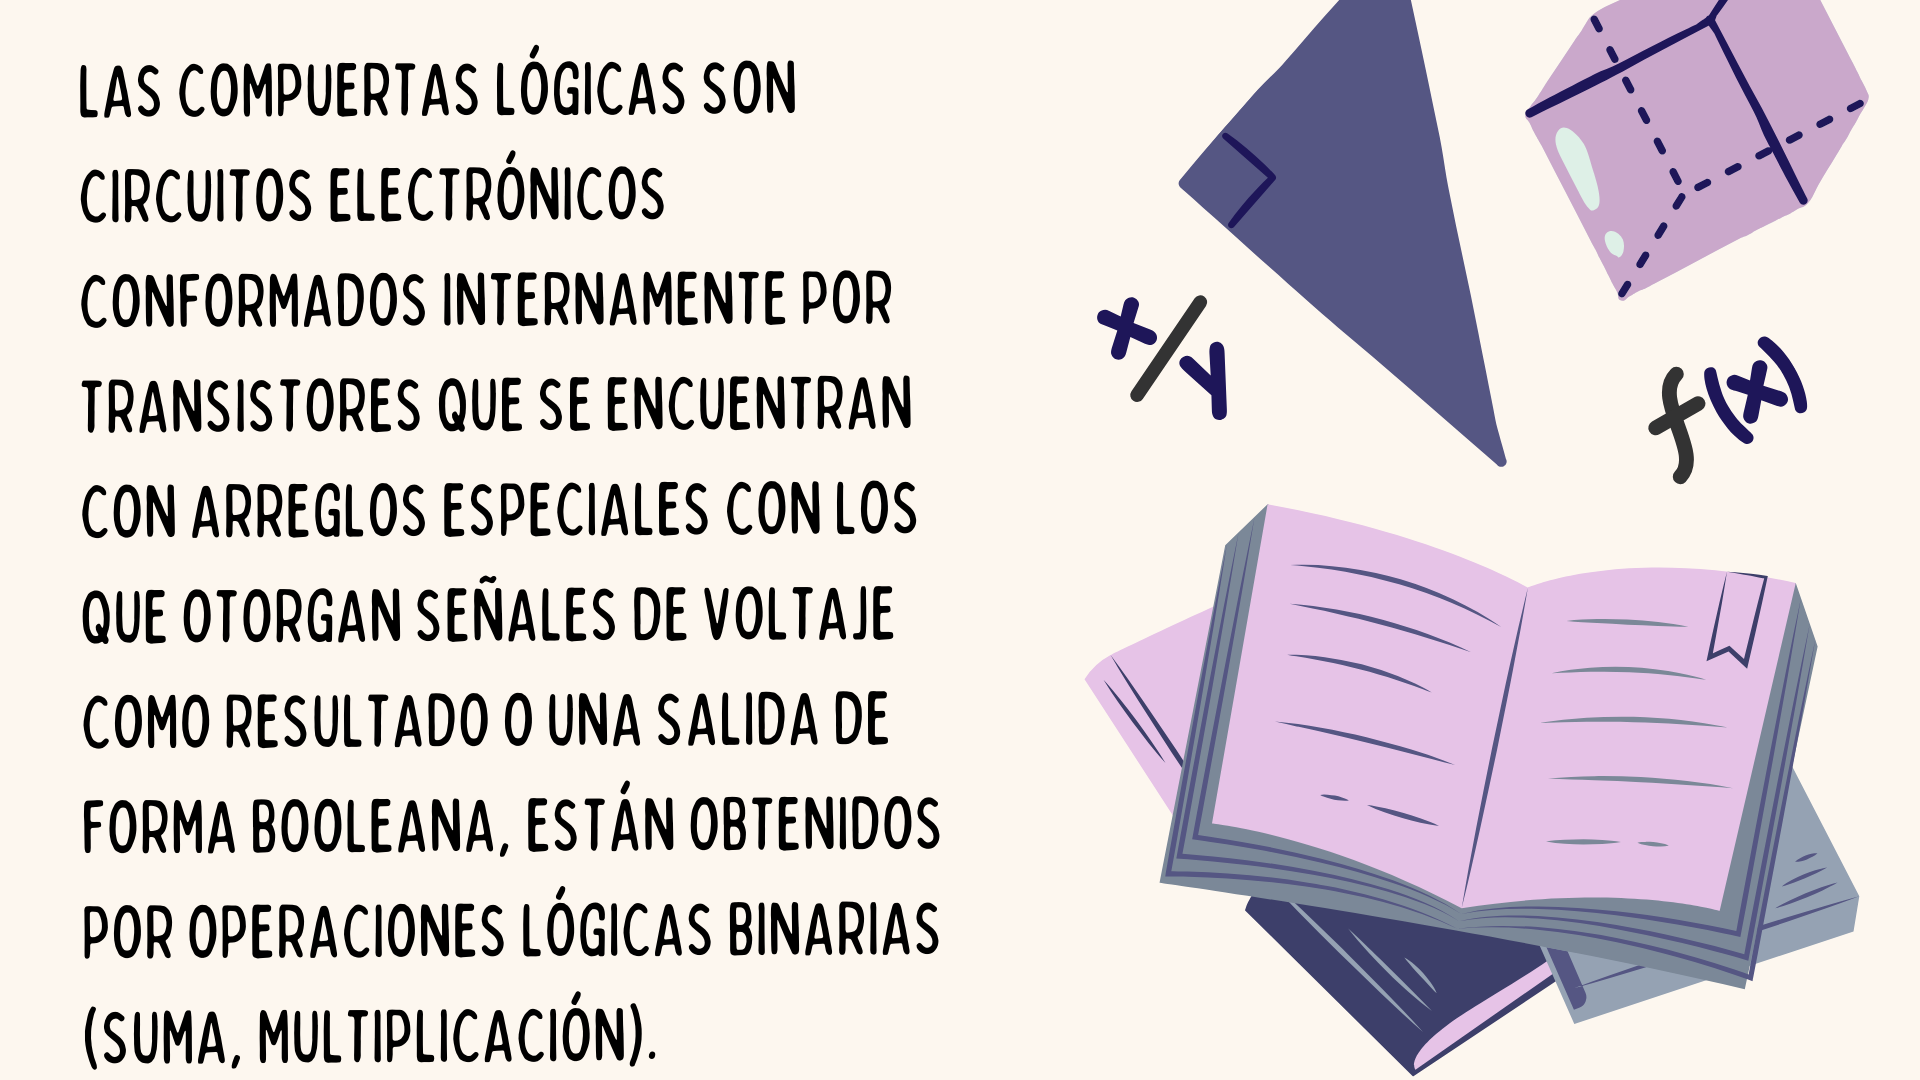 LAS COMPUERTAS LÓGICAS SON
CIRCUITOS ELECTRÓNICOS
CONFORMADOS INTERNAMENTE POR
TRANSISTORES QUE SE ENCUENTRAN
CON ARREGLOS ESPECIALES CON LOS
QUE OTORGAN SEÑALES DE VOLTAJE
COMO RESULTADO O UNA SALIDA DE
FORMA BOOLEANA, ESTÁN OBTENIDOS
POR OPERACIONES LÓGICAS BINARIAS
(SUMA, MULTIPLICACIÓN).
x/y
f(x)